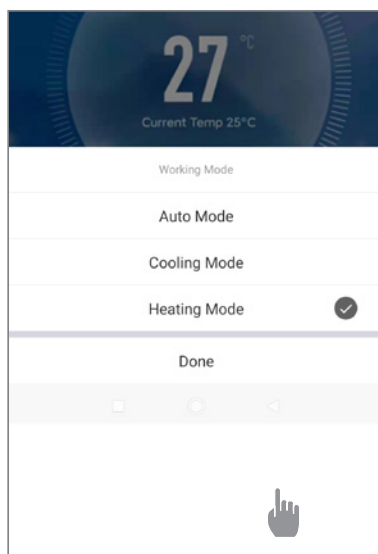 27 °C
Current Temp 25°C
Working Mode
Auto Mode
Cooling Mode
Heating Mode
Done